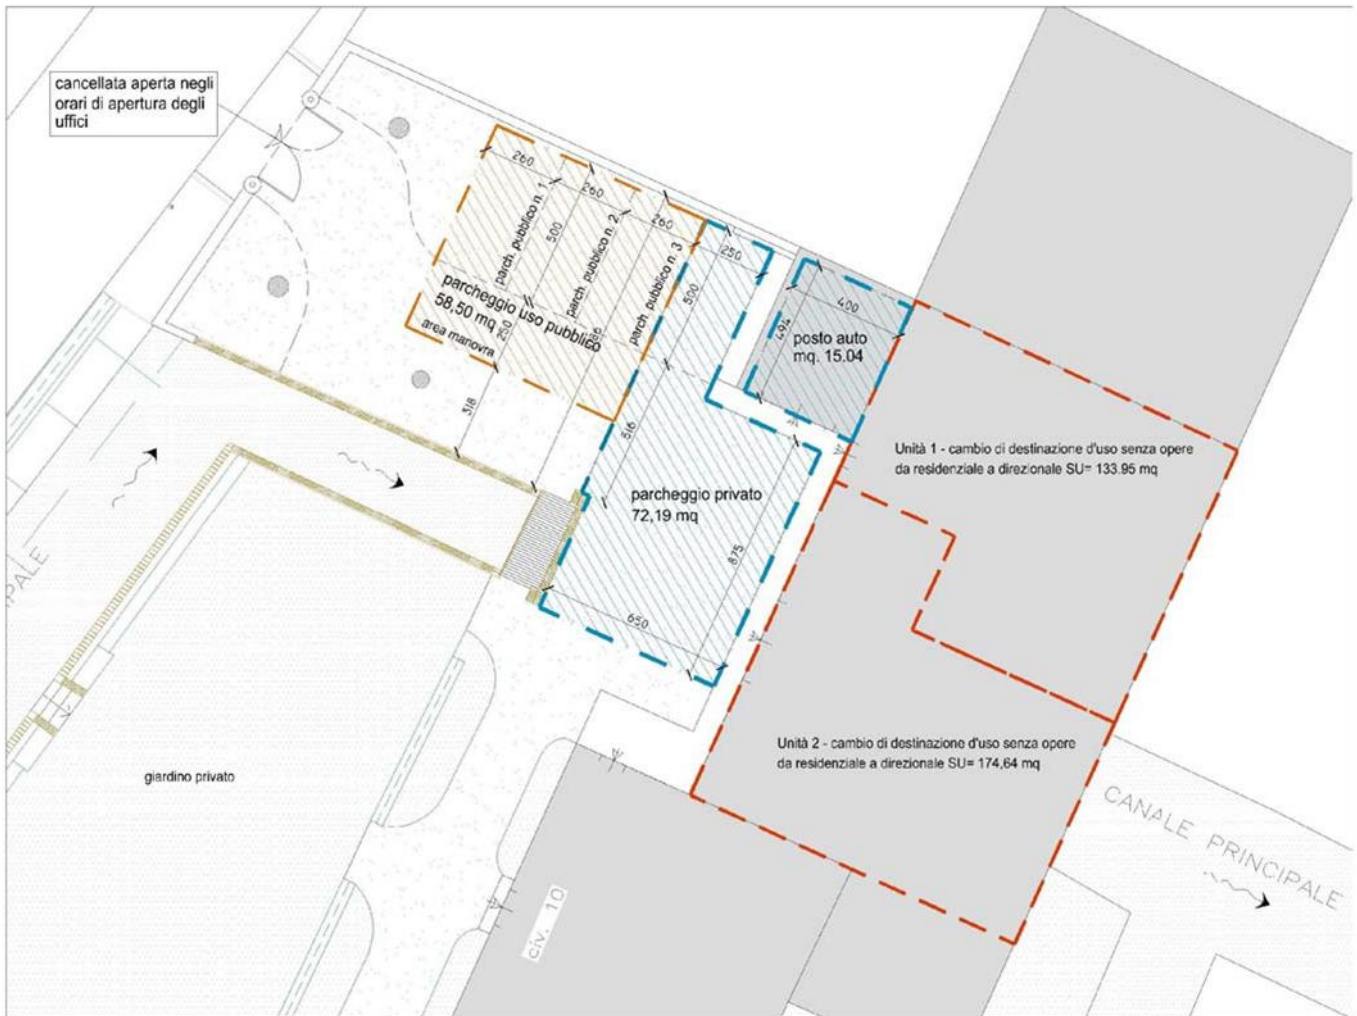 cancellata aperta negli
orari di apertura degli
uffici
260
260
260
250
parch. pubblico n. 1
500
parch. pubblico n. 2
parch. pubblico n. 3
500
parcheggio uso pubblico
58,50 mq
area manovra
260
400
494
posto auto
mq. 15.04
318
516
parcheggio privato
72,19 mq
875
650
Unità 1 - cambio di destinazione d'uso senza opere
da residenziale a direzionale SU= 133.95 mq
Unità 2 - cambio di destinazione d'uso senza opere
da residenziale a direzionale SU= 174,64 mq
IPALE
giardino privato
civ. 10
CANALE PRINCIPALE